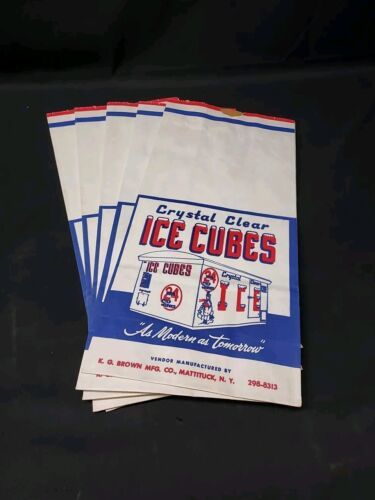 Crystal Clear
ICE CUBES
ICE CUBES
24
24
Crystal Clear
ICE
"As Modern as Tomorrow"
VENDOR MANUFACTURED BY
K. G. BROWN MFG. CO., MATTITUCK, N. Y. 298-8313